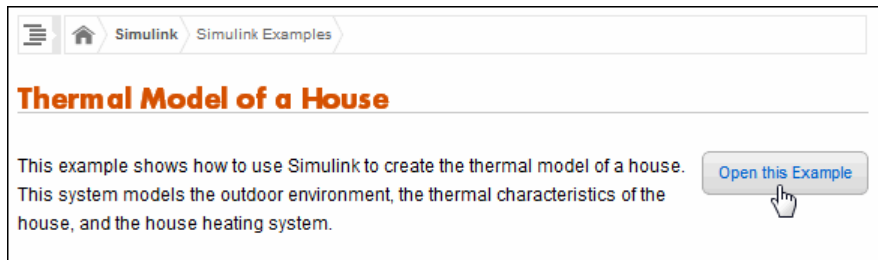 Simulink Simulink Examples
Thermal Model of a House
This example shows how to use Simulink to create the thermal model of a house.
This system models the outdoor environment, the thermal characteristics of the
house, and the house heating system.
Open this Example